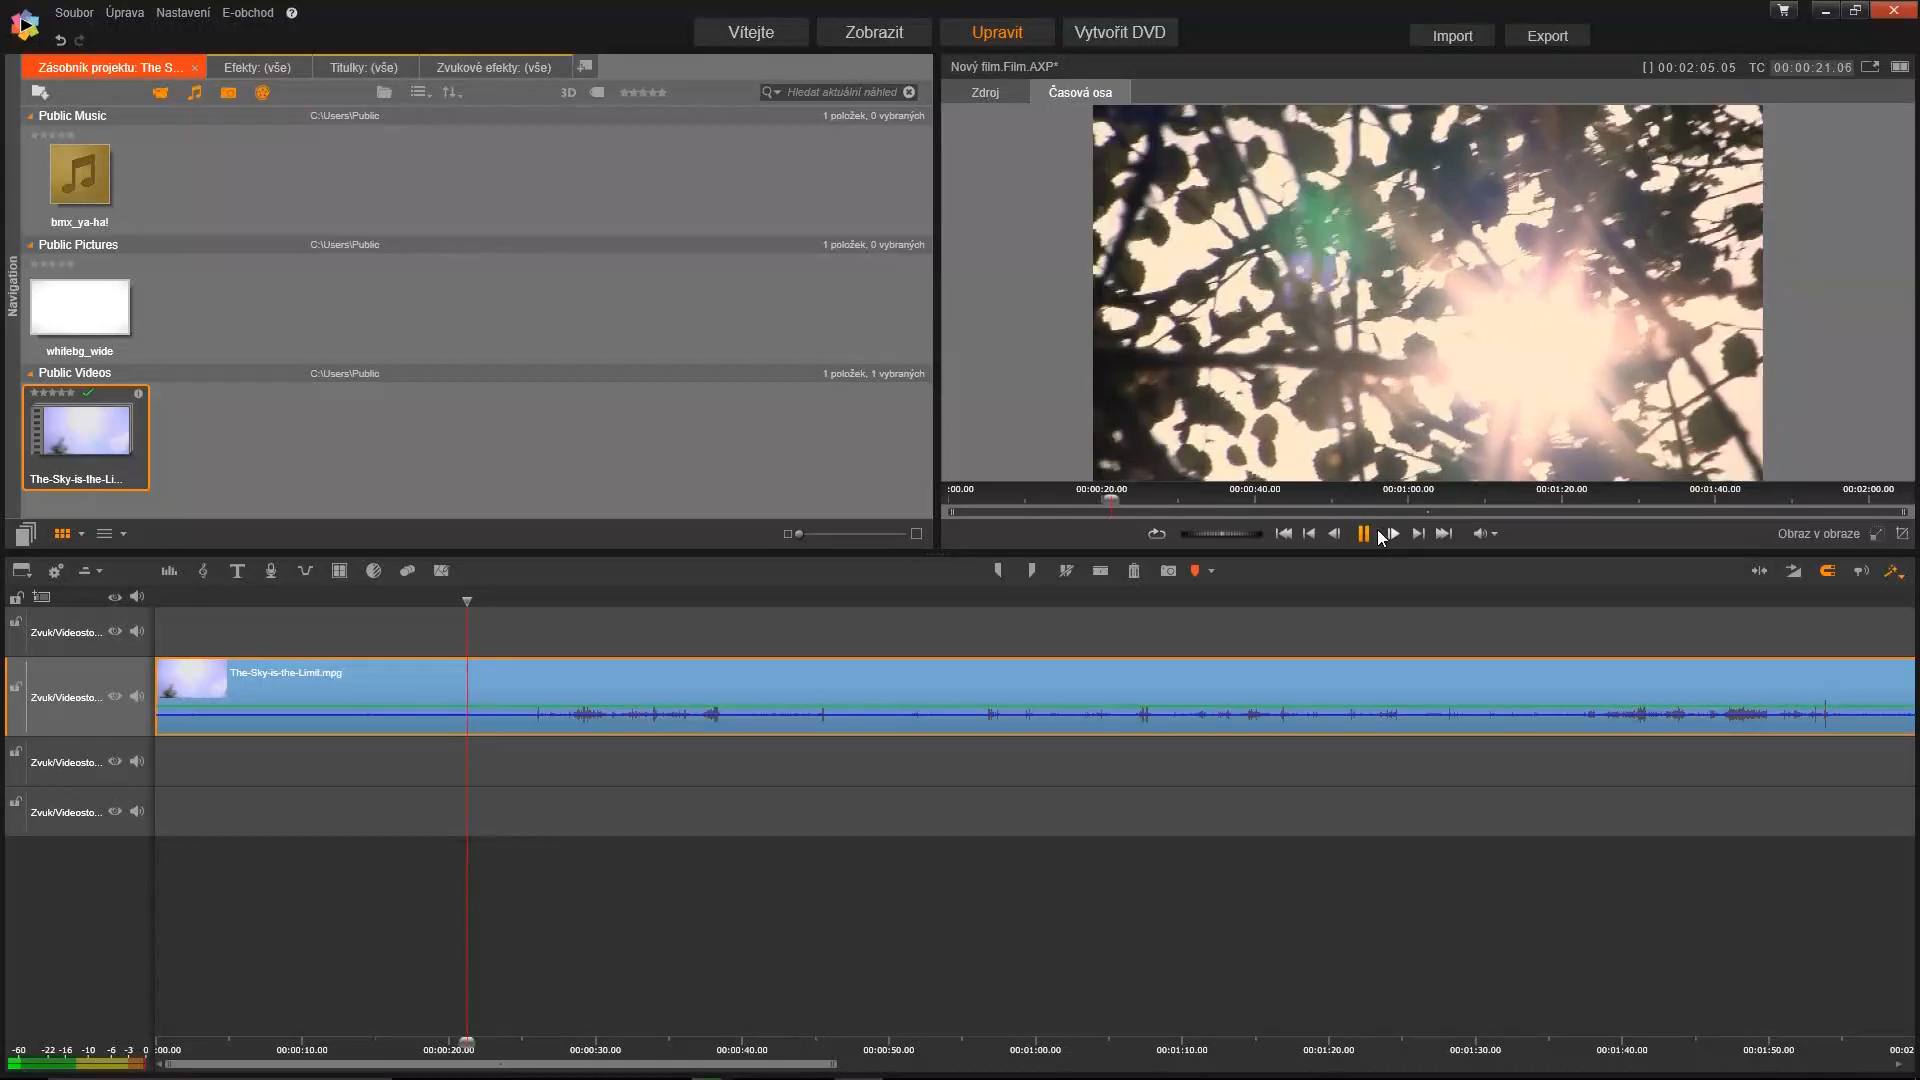 Soubor Úprava Nastavení E-obchod ?
Vítejte Zobrazit Upravit Vytvořit DVD Import Export
Zásobník projektu: The S... × Efekty: (vše) Titulky: (vše) Zvukové efekty: (vše)
Nový film.Film.AXP* [ ] 00:02:05.05 TC 00:00:21.06
3D Hledat aktuální náhled
Zdroj Časová osa
Public Music C:\Users\Public 1 položek, 0 vybraných
bmx_ya-ha!
Public Pictures C:\Users\Public 1 položek, 0 vybraných
whitebg_wide
Public Videos C:\Users\Public 1 položek, 1 vybraných
The-Sky-is-the-Li...
Navigation
:00.00 00:00:20.00 00:00:40.00 00:01:00.00 00:01:20.00 00:01:40.00 00:02:00.00
Obraz v obraze
Zvuk/Videosto...
Zvuk/Videosto... The-Sky-is-the-Limit.mpg
Zvuk/Videosto...
Zvuk/Videosto...
-60 -22 -16 -10 -6 -3 0 :00.00 00:00:10.00 00:00:20.00 00:00:30.00 00:00:40.00 00:00:50.00 00:01:00.00 00:01:10.00 00:01:20.00 00:01:30.00 00:01:40.00 00:01:50.00 00:02